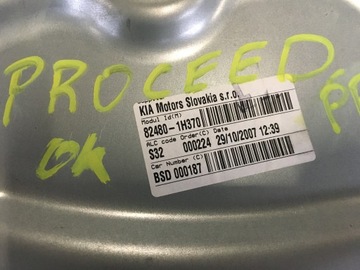 PROCEED
ok
KIA Motors Slovakia s.r.o.
Modul Id(M)
82480-1H370
ALC code Order(C) Date
S32 000224 29/10/2007 12:39
Car Number (C)
BSD 000187